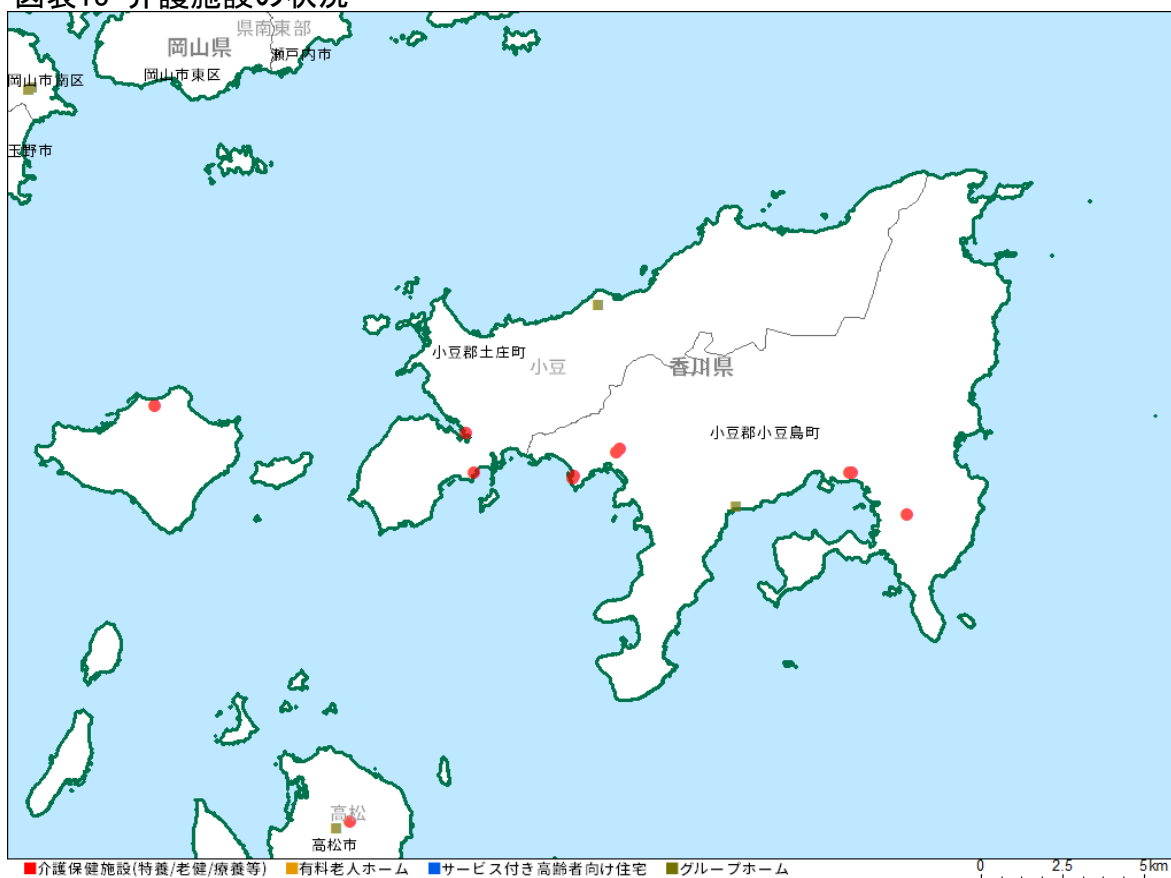 図表10 介護施設の状況
県南東部
岡山県
瀬戸内市
岡山市東区
岡山市南区
玉野市
小豆郡土庄町
小豆
香川県
小豆郡小豆島町
高松
高松市
■介護保健施設(特養/老健/療養等) ■有料老人ホーム ■サービス付き高齢者向け住宅 ■グループホーム
0 2.5 5km